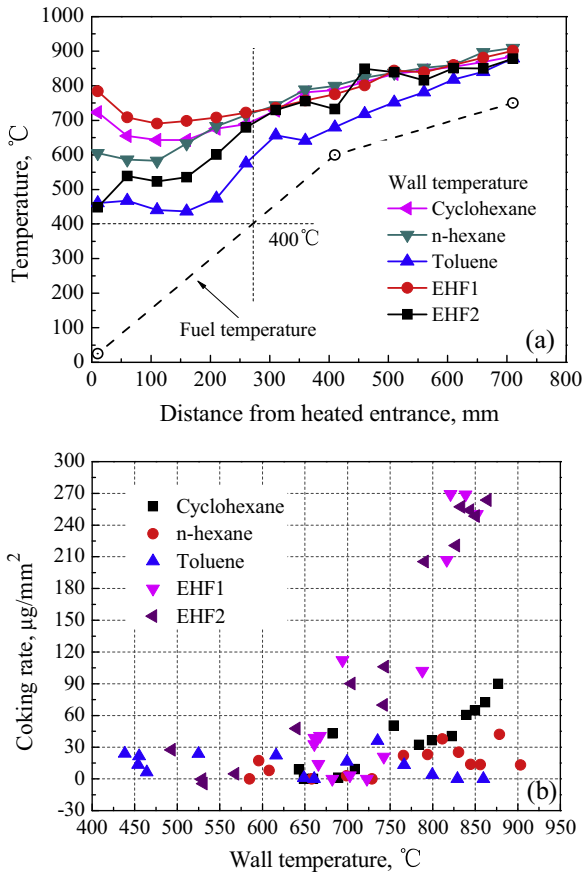 1000
900
800
700
600
500
400
300
200
100
0
Temperature, ℃
Wall temperature
Cyclohexane
n-hexane
Toluene
EHF1
EHF2
400℃
Fuel temperature
(a)
0 100 200 300 400 500 600 700 800
Distance from heated entrance, mm
300
270
240
210
180
150
120
90
60
30
0
-30
Coking rate, μg/mm²
Cyclohexane
n-hexane
Toluene
EHF1
EHF2
(b)
400 450 500 550 600 650 700 750 800 850 900 950
Wall temperature, ℃